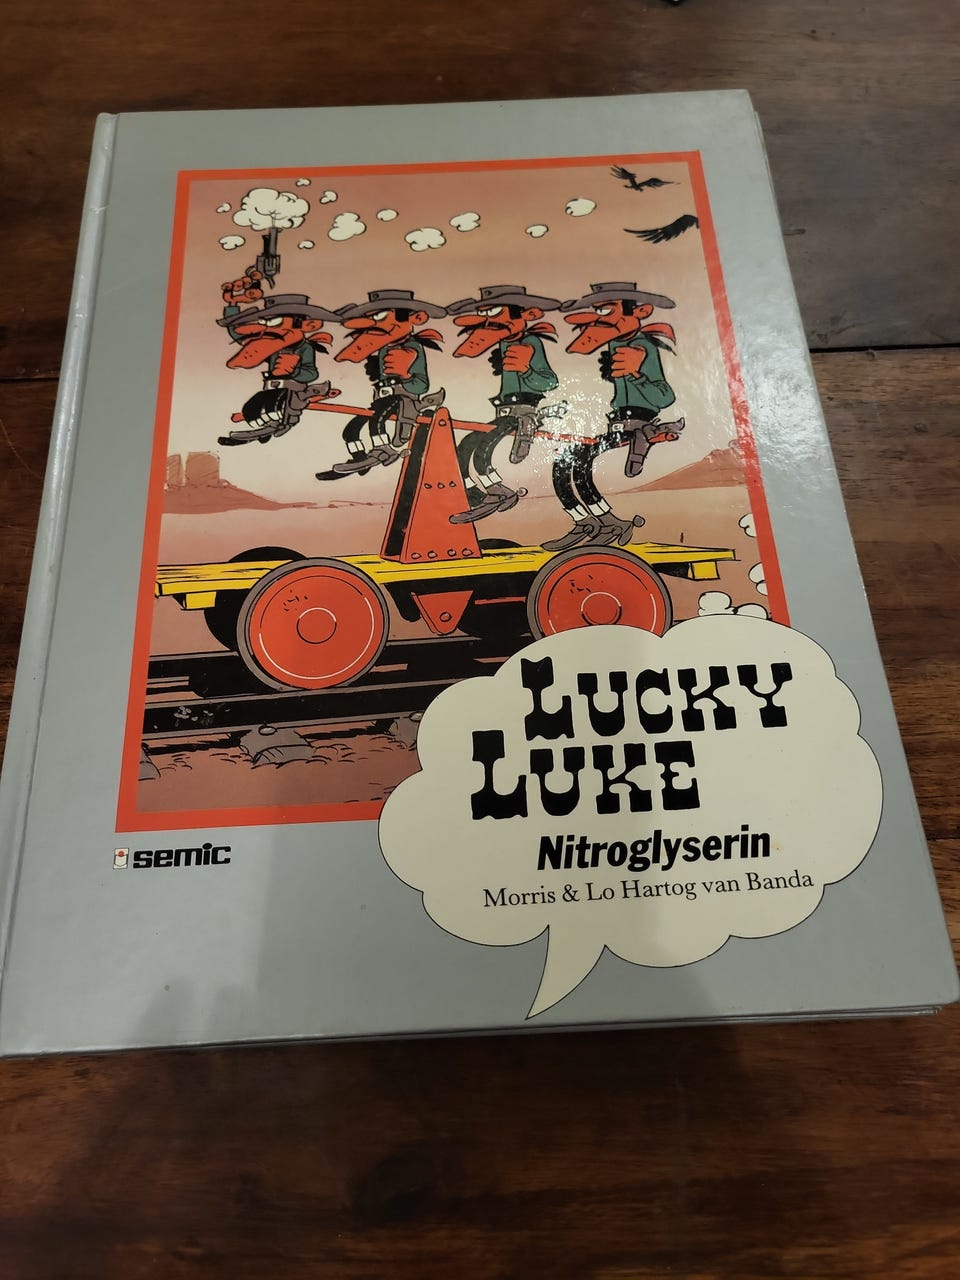 LUCKY
LUKE
Nitroglyserin
Morris & Lo Hartog van Banda
semic